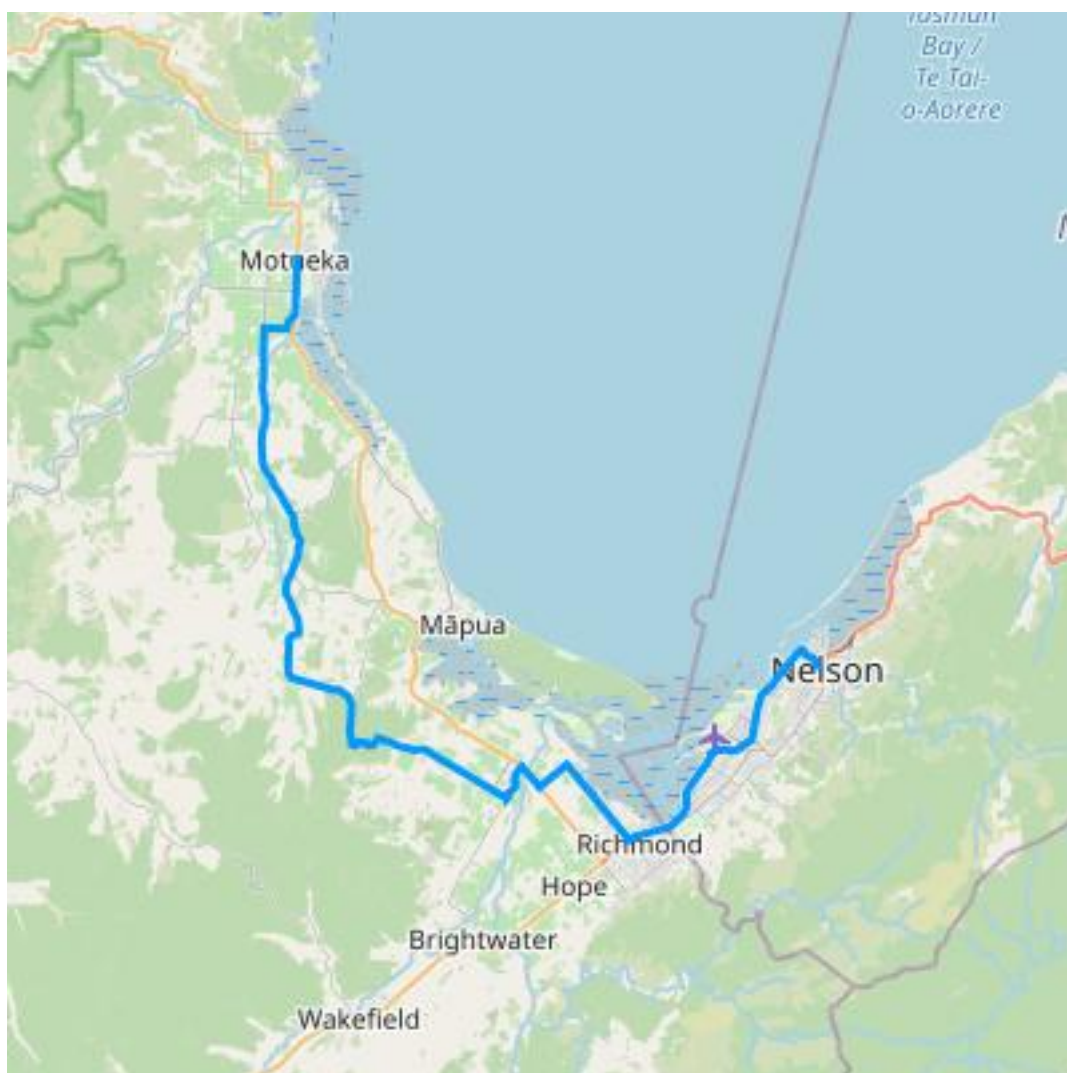 Tasman
Bay /
Te Tai-
o-Aorere
Motueka
Māpua
Nelson
Richmond
Hope
Brightwater
Wakefield